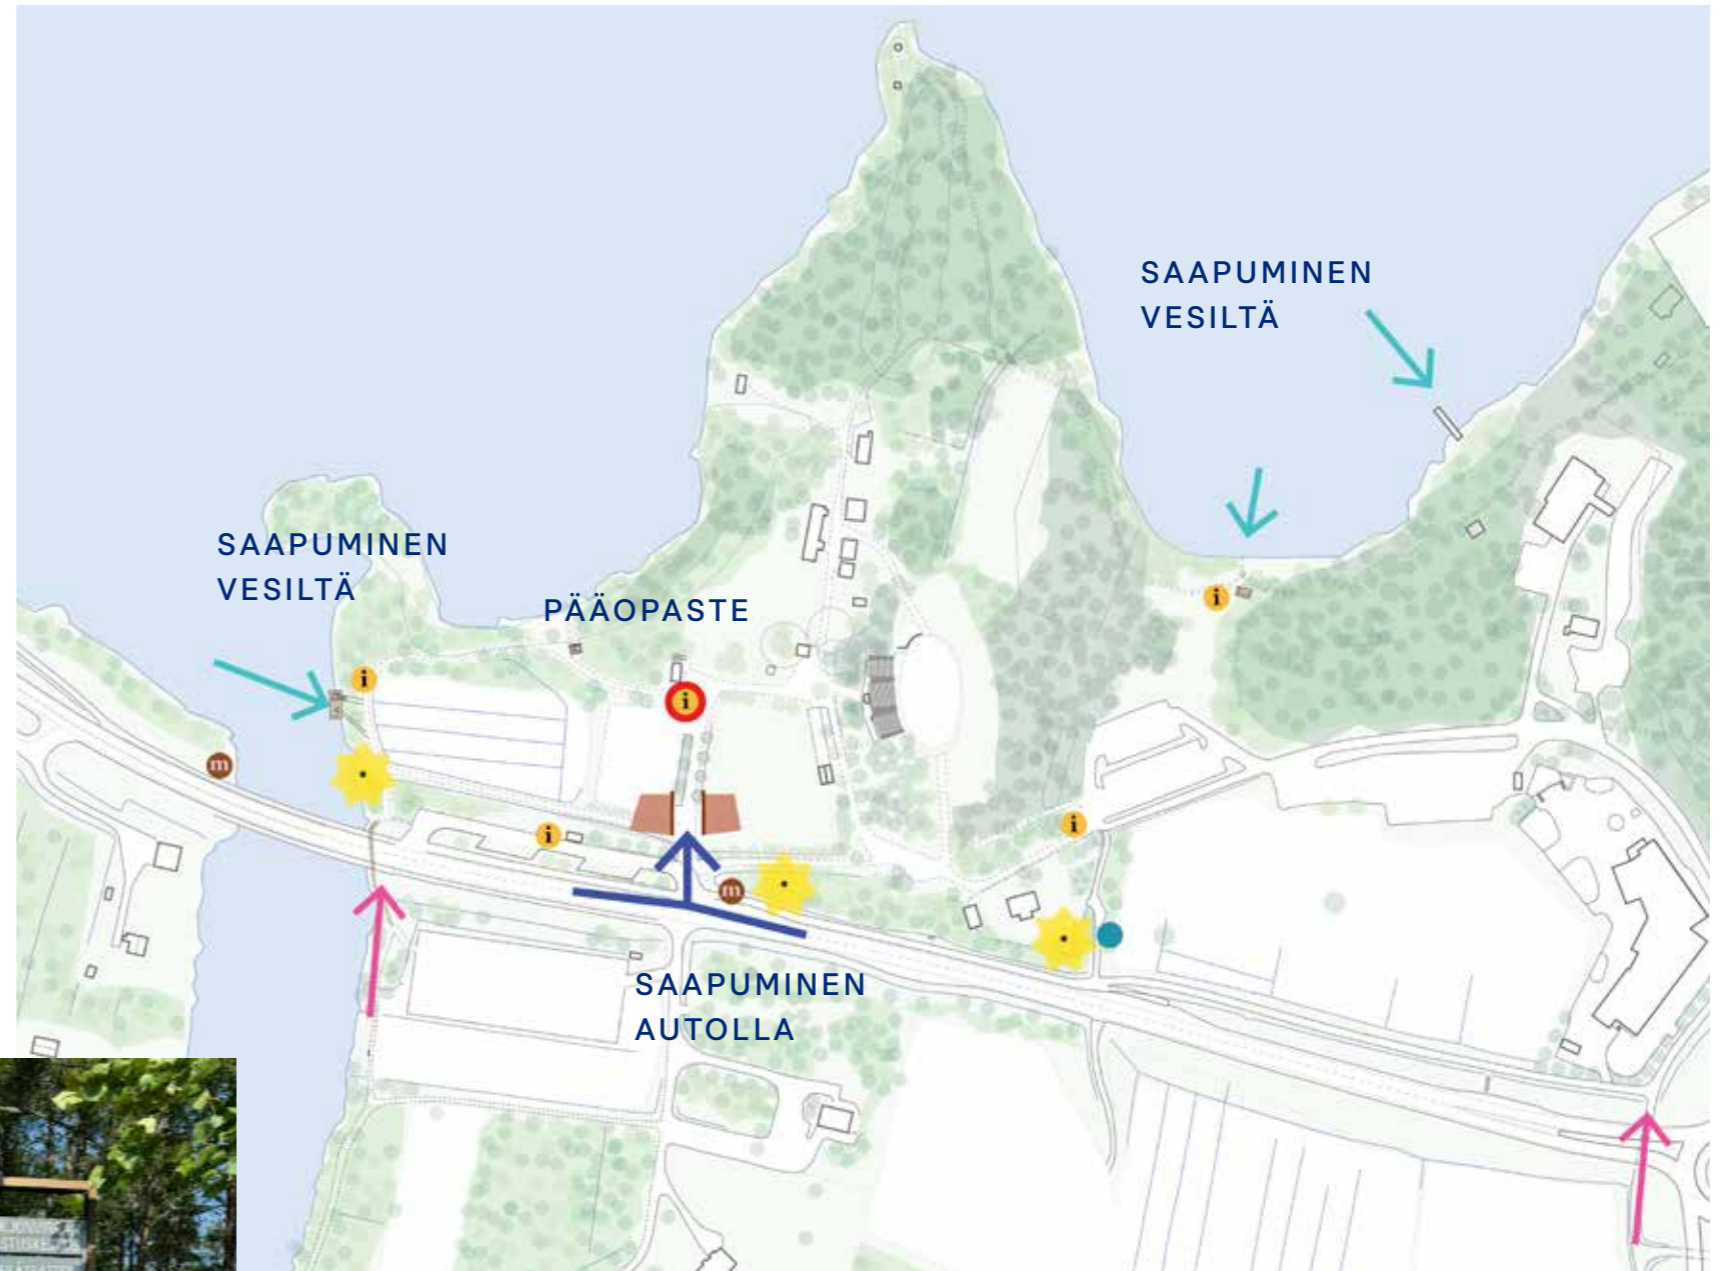 SAAPUMINEN
VESILTÄ
SAAPUMINEN
VESILTÄ
PÄÄOPASTE
i
i
i
m
i
i
m
SAAPUMINEN
AUTOLLA